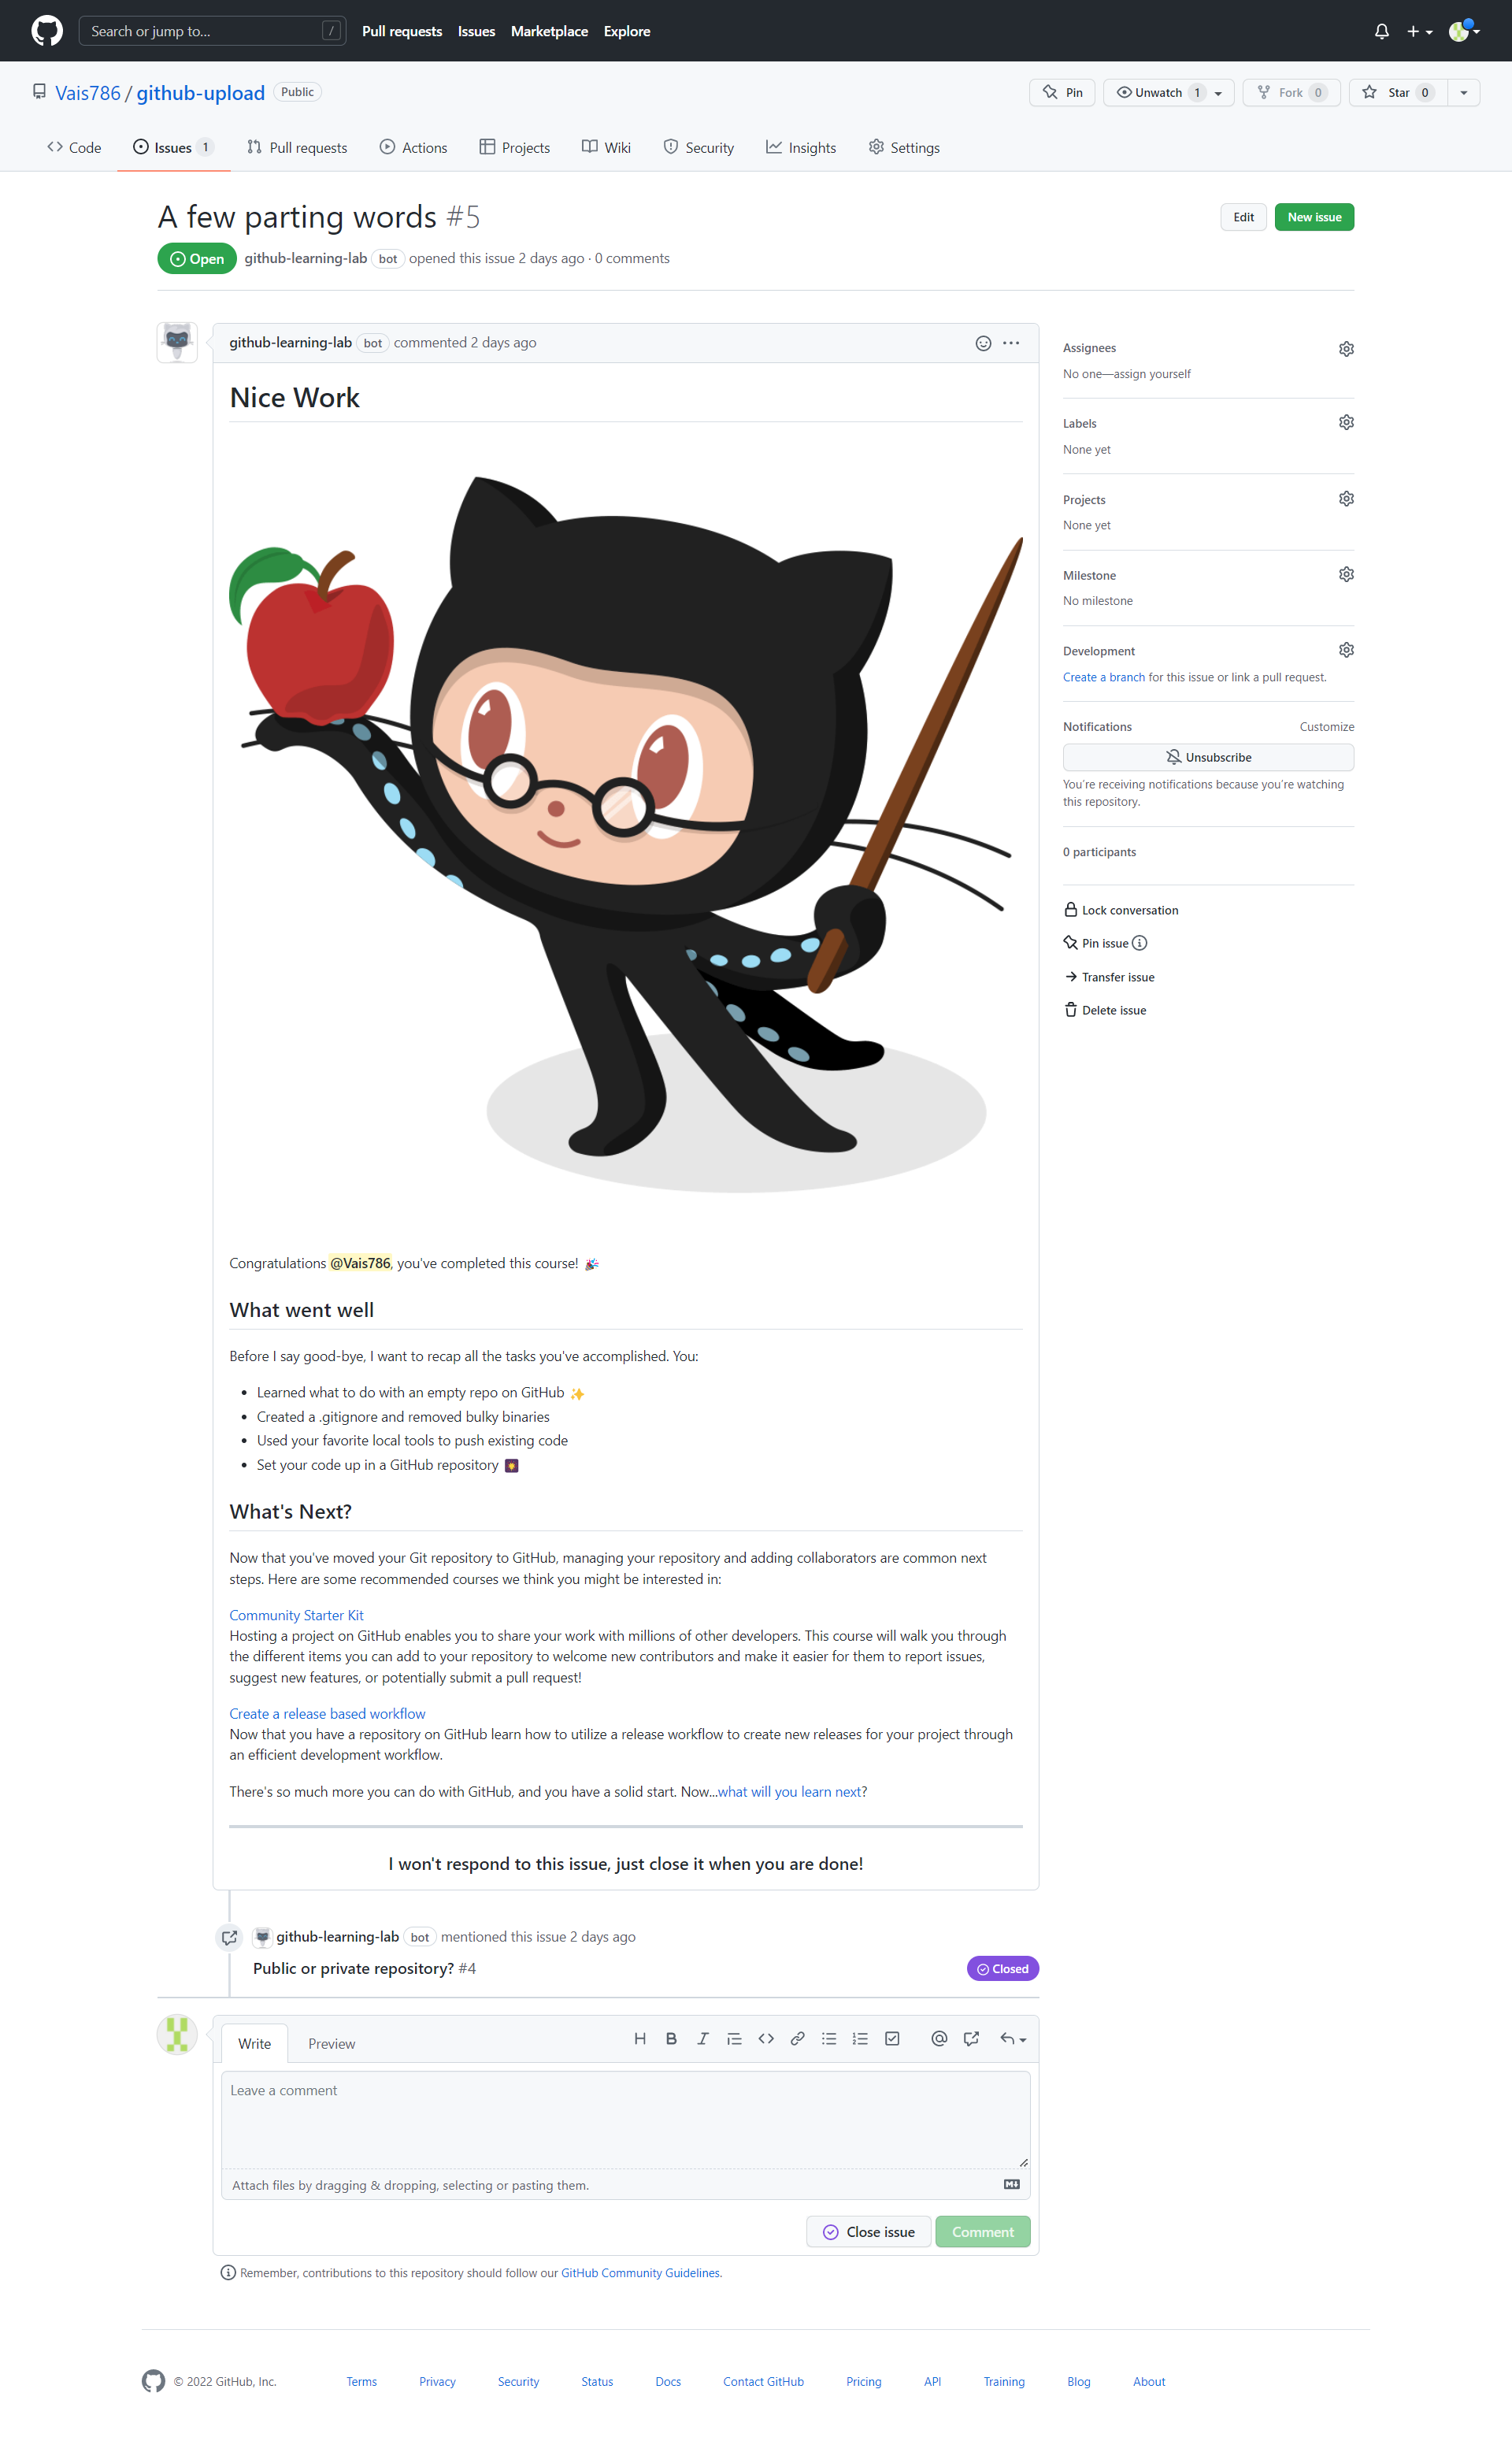 Search or jump to... /
Pull requests Issues Marketplace Explore
Vais786 / github-upload Public
Pin Unwatch 1 Fork 0 Star 0
Code Issues 1 Pull requests Actions Projects Wiki Security Insights Settings
A few parting words #5
Edit New issue
Open github-learning-lab bot opened this issue 2 days ago · 0 comments
github-learning-lab bot commented 2 days ago
Nice Work
Congratulations @Vais786, you've completed this course! 🎉
What went well
Before I say good-bye, I want to recap all the tasks you've accomplished. You:
• Learned what to do with an empty repo on GitHub ✨
• Created a .gitignore and removed bulky binaries
• Used your favorite local tools to push existing code
• Set your code up in a GitHub repository 🎇
What's Next?
Now that you've moved your Git repository to GitHub, managing your repository and adding collaborators are common next
steps. Here are some recommended courses we think you might be interested in:
Community Starter Kit
Hosting a project on GitHub enables you to share your work with millions of other developers. This course will walk you through
the different items you can add to your repository to welcome new contributors and make it easier for them to report issues,
suggest new features, or potentially submit a pull request!
Create a release based workflow
Now that you have a repository on GitHub learn how to utilize a release workflow to create new releases for your project through
an efficient development workflow.
There's so much more you can do with GitHub, and you have a solid start. Now...what will you learn next?
I won't respond to this issue, just close it when you are done!
github-learning-lab bot mentioned this issue 2 days ago
Public or private repository? #4
Closed
Write Preview
Leave a comment
Attach files by dragging & dropping, selecting or pasting them.
Close issue Comment
Remember, contributions to this repository should follow our GitHub Community Guidelines.
Assignees
No one—assign yourself
Labels
None yet
Projects
None yet
Milestone
No milestone
Development
Create a branch for this issue or link a pull request.
Notifications Customize
Unsubscribe
You're receiving notifications because you're watching
this repository.
0 participants
Lock conversation
Pin issue
Transfer issue
Delete issue
© 2022 GitHub, Inc. Terms Privacy Security Status Docs Contact GitHub Pricing API Training Blog About